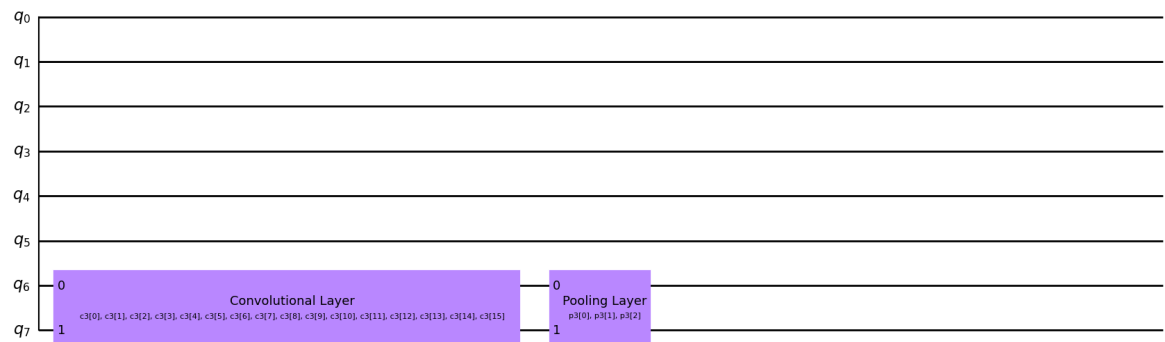 q0
q1
q2
q3
q4
q5
q6
0
0
Convolutional Layer
Pooling Layer
c3[0], c3[1], c3[2], c3[3], c3[4], c3[5], c3[6], c3[7], c3[8], c3[9], c3[10], c3[11], c3[12], c3[13], c3[14], c3[15]
p3[0], p3[1], p3[2]
q7
1
1